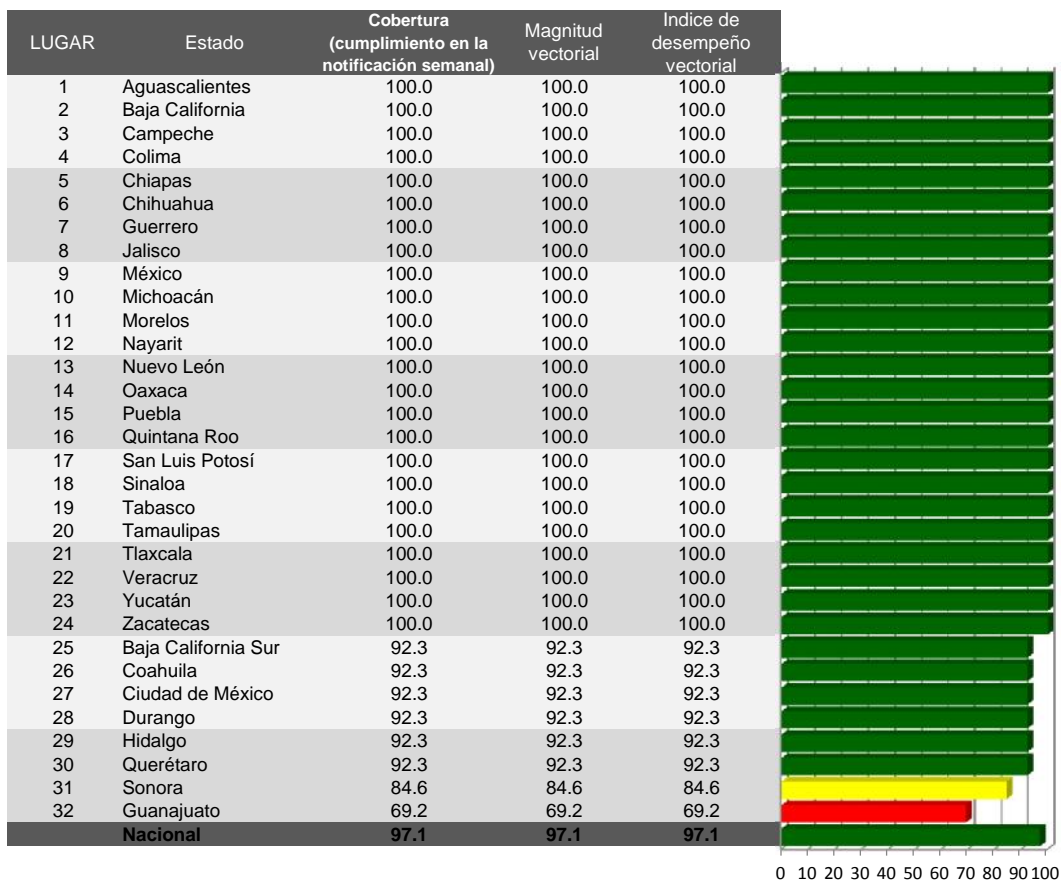 LUGAR Estado Cobertura (cumplimiento en la notificación semanal) Magnitud vectorial Indice de desempeño vectorial
1 Aguascalientes 100.0 100.0 100.0
2 Baja California 100.0 100.0 100.0
3 Campeche 100.0 100.0 100.0
4 Colima 100.0 100.0 100.0
5 Chiapas 100.0 100.0 100.0
6 Chihuahua 100.0 100.0 100.0
7 Guerrero 100.0 100.0 100.0
8 Jalisco 100.0 100.0 100.0
9 México 100.0 100.0 100.0
10 Michoacán 100.0 100.0 100.0
11 Morelos 100.0 100.0 100.0
12 Nayarit 100.0 100.0 100.0
13 Nuevo León 100.0 100.0 100.0
14 Oaxaca 100.0 100.0 100.0
15 Puebla 100.0 100.0 100.0
16 Quintana Roo 100.0 100.0 100.0
17 San Luis Potosí 100.0 100.0 100.0
18 Sinaloa 100.0 100.0 100.0
19 Tabasco 100.0 100.0 100.0
20 Tamaulipas 100.0 100.0 100.0
21 Tlaxcala 100.0 100.0 100.0
22 Veracruz 100.0 100.0 100.0
23 Yucatán 100.0 100.0 100.0
24 Zacatecas 100.0 100.0 100.0
25 Baja California Sur 92.3 92.3 92.3
26 Coahuila 92.3 92.3 92.3
27 Ciudad de México 92.3 92.3 92.3
28 Durango 92.3 92.3 92.3
29 Hidalgo 92.3 92.3 92.3
30 Querétaro 92.3 92.3 92.3
31 Sonora 84.6 84.6 84.6
32 Guanajuato 69.2 69.2 69.2
Nacional 97.1 97.1 97.1
0 10 20 30 40 50 60 70 80 90 100